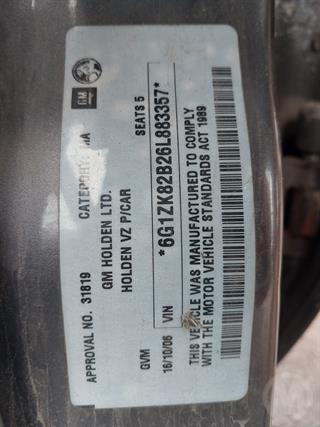 APPROVAL NO. 31819 CATEGORY: MA
GM HOLDEN LTD.
HOLDEN VZ P/CAR
SEATS 5
GVM
16/10/06 VIN *6G1ZK82B26L883357*
THIS VEHICLE WAS MANUFACTURED TO COMPLY
WITH THE MOTOR VEHICLE STANDARDS ACT 1989
GM